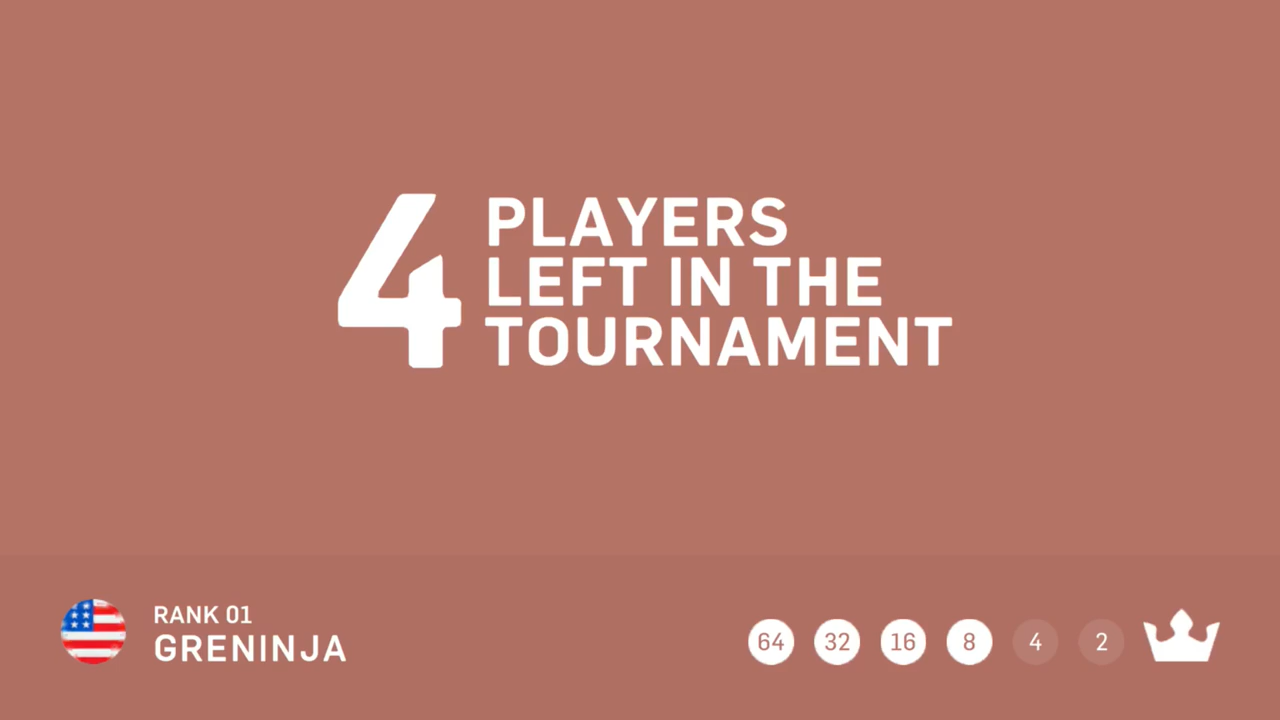 4
PLAYERS
LEFT IN THE
TOURNAMENT
RANK 01
GRENINJA
64 32 16 8 4 2